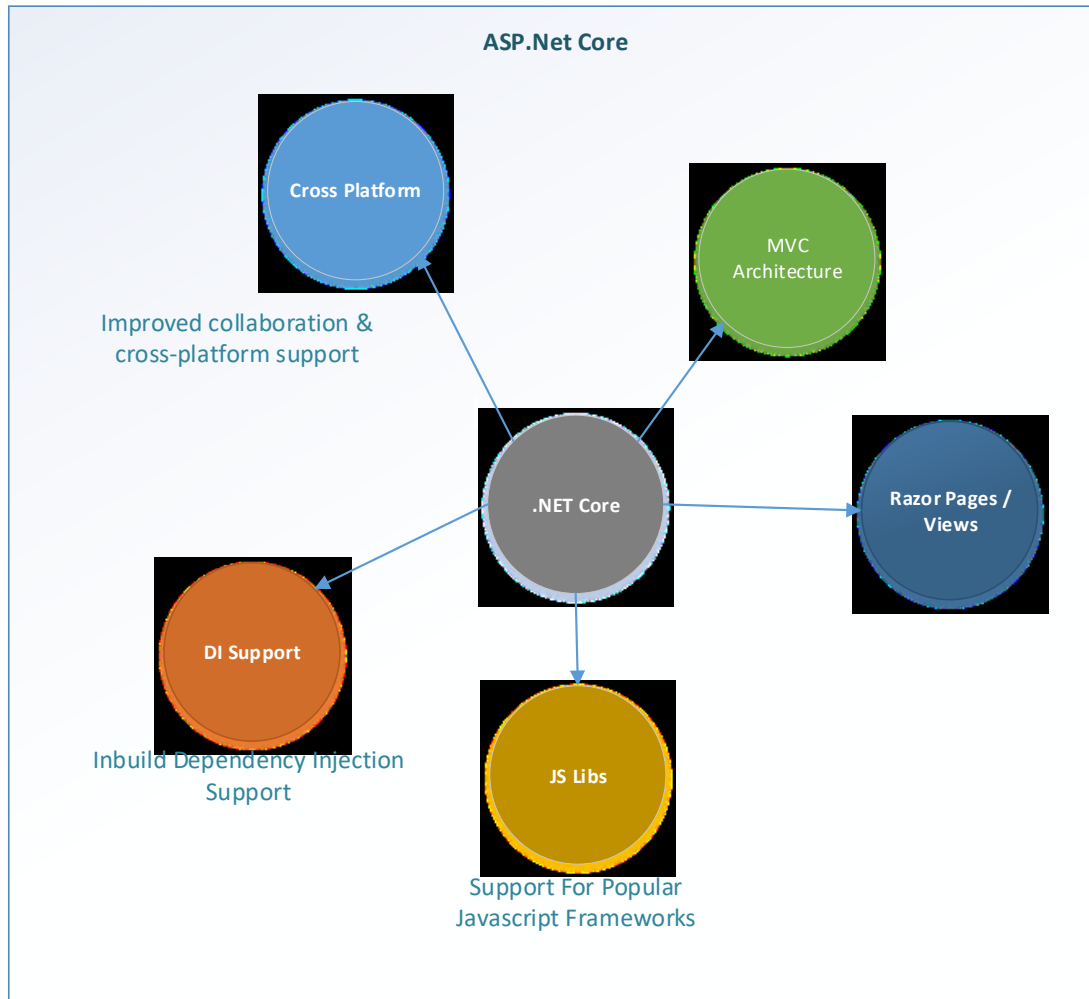 ASP.Net Core
Cross Platform
MVC
Architecture
Improved collaboration &
cross-platform support
.NET Core
Razor Pages /
Views
DI Support
Inbuild Dependency Injection
Support
JS Libs
Support For Popular
Javascript Frameworks